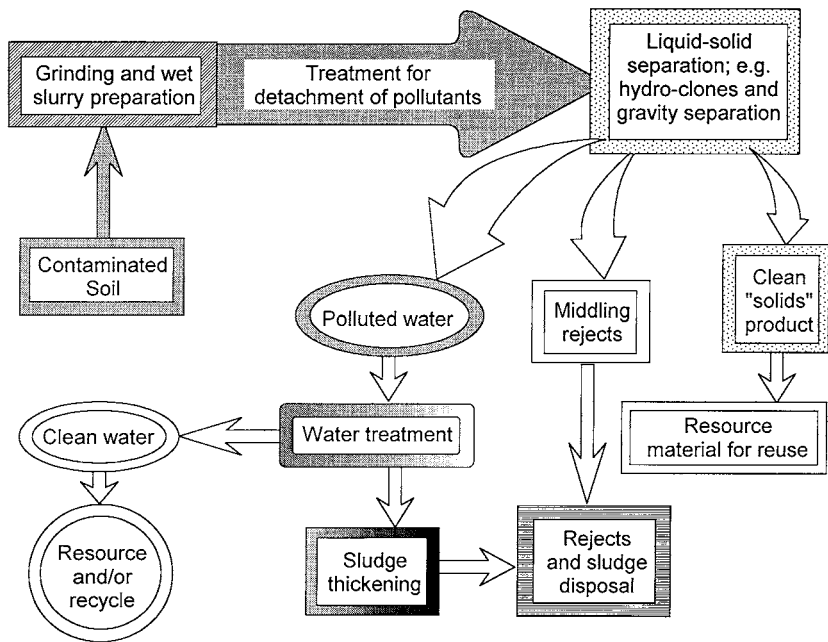 Grinding and wet
slurry preparation
Treatment for
detachment of pollutants
Liquid-solid
separation; e.g.
hydro-clones and
gravity separation
Contaminated
Soil
Polluted water
Middling
rejects
Clean
"solids"
product
Clean water
Water treatment
Resource
material for reuse
Resource
and/or
recycle
Sludge
thickening
Rejects
and sludge
disposal